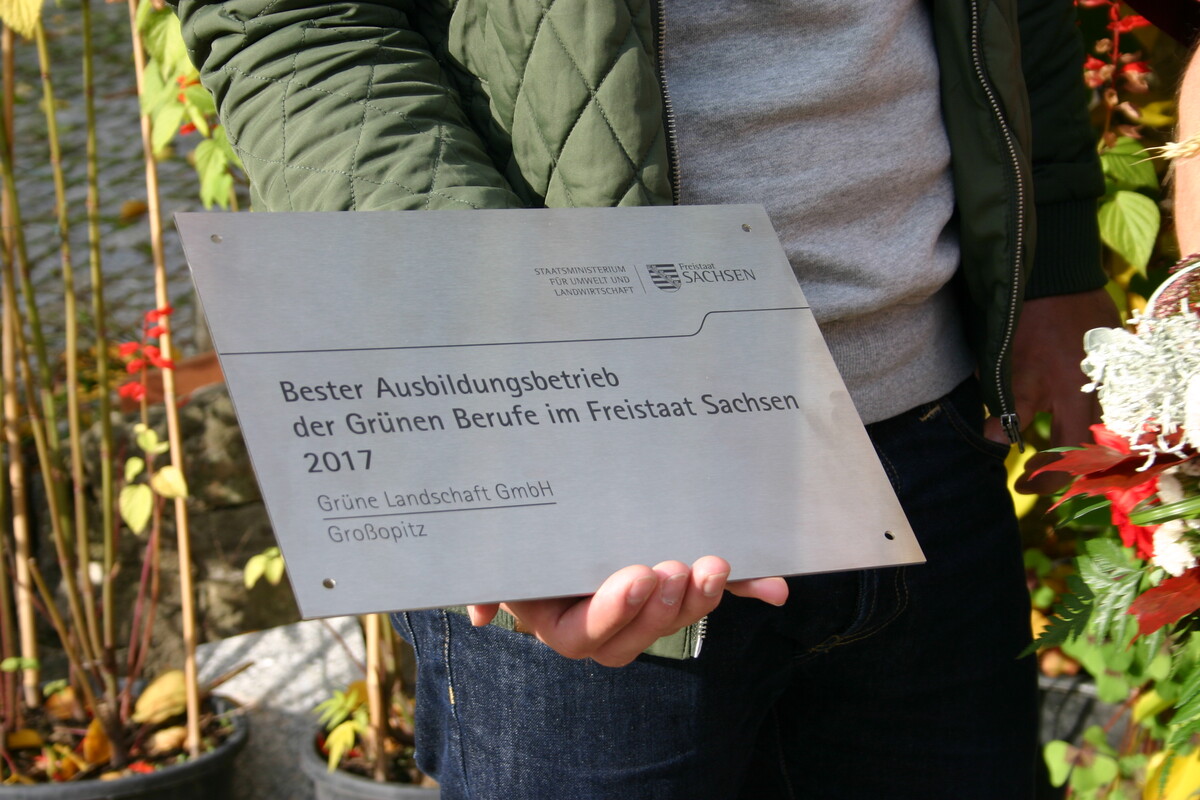 STAATSMINISTERIUM
FÜR UMWELT UND
LANDWIRTSCHAFT
Freistaat
SACHSEN
Bester Ausbildungsbetrieb
der Grünen Berufe im Freistaat Sachsen
2017
Grüne Landschaft GmbH
Großopitz